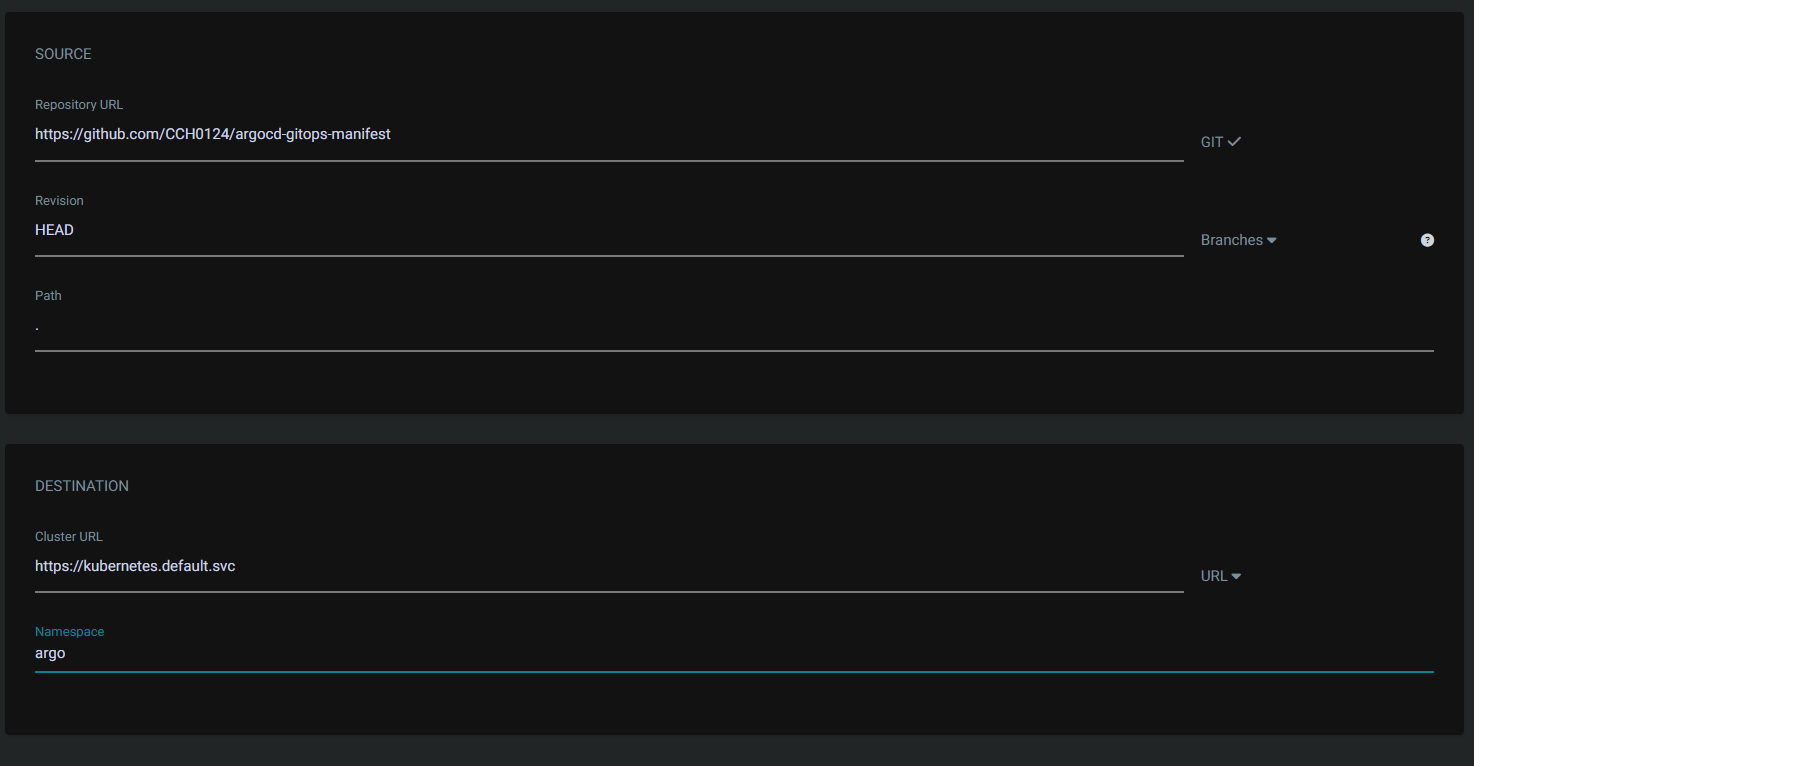 SOURCE
Repository URL
https://github.com/CCH0124/argocd-gitops-manifest
GIT
Revision
HEAD
Branches
?
Path
.
DESTINATION
Cluster URL
https://kubernetes.default.svc
URL
Namespace
argo